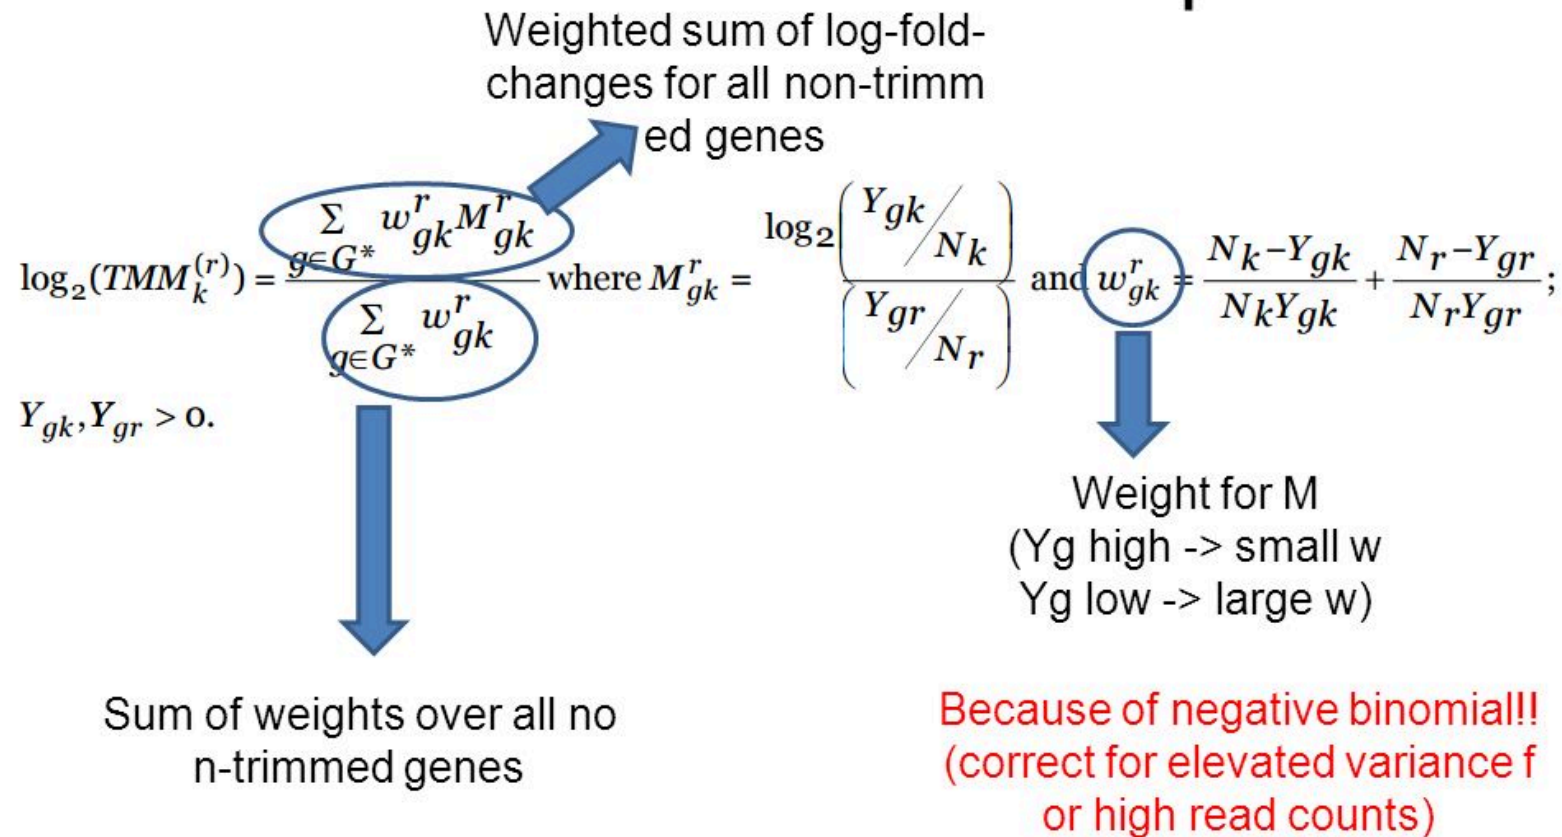 Weighted sum of log-fold-
changes for all non-trimm
ed genes
log₂(TMM_k^(r)) = Σ_{g∈G*} w_gk^r M_gk^r / Σ_{g∈G*} w_gk^r where M_gk^r = log₂(Y_gk/N_k) / (Y_gr/N_r) and w_gk^r = N_k−Y_gk / N_kY_gk + N_r−Y_gr / N_rY_gr ;
Y_gk, Y_gr > 0.
Weight for M
(Yg high -> small w
Yg low -> large w)
Sum of weights over all no
n-trimmed genes
Because of negative binomial!!
(correct for elevated variance f
or high read counts)